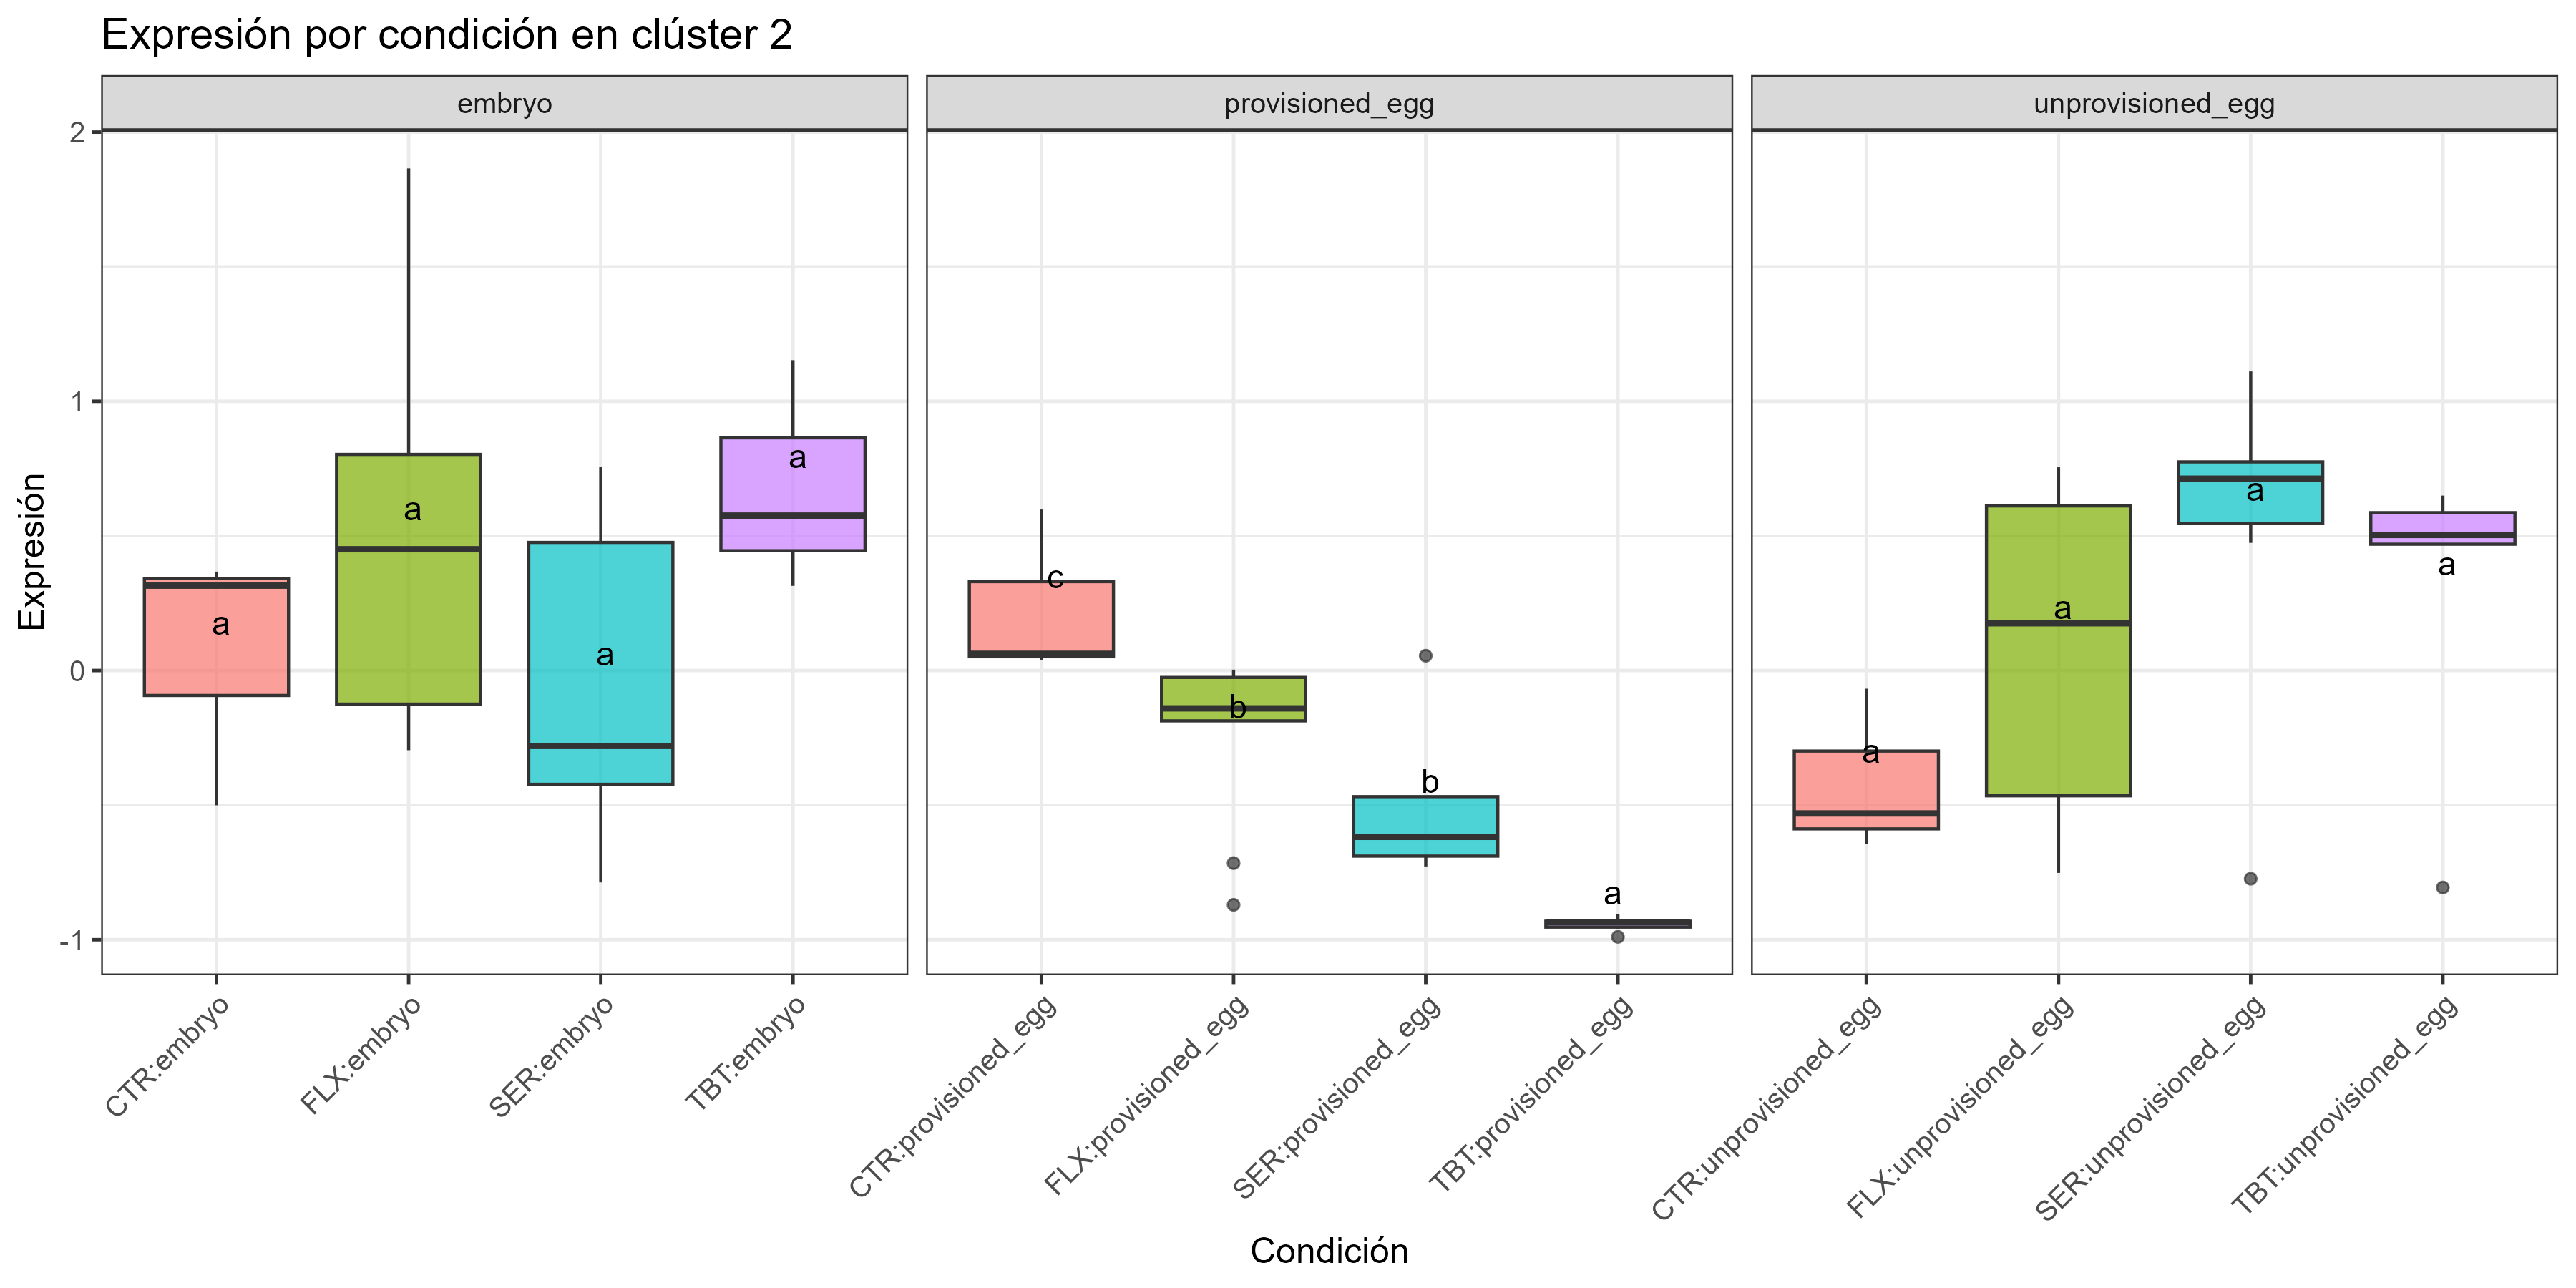 Expresión por condición en clúster 2
embryo
provisioned_egg
unprovisioned_egg
Expresión
2
1
0
-1
a
a
a
a
c
b
b
a
a
a
a
a
CTR:embryo
FLX:embryo
SER:embryo
TBT:embryo
CTR:provisioned_egg
FLX:provisioned_egg
SER:provisioned_egg
TBT:provisioned_egg
CTR:unprovisioned_egg
FLX:unprovisioned_egg
SER:unprovisioned_egg
TBT:unprovisioned_egg
Condición